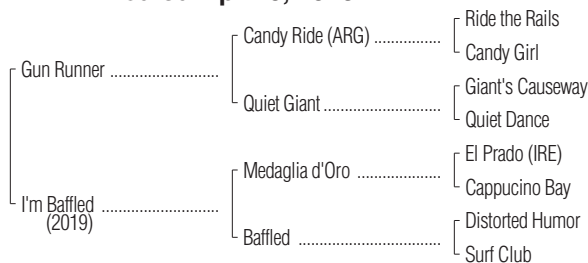 Ride the Rails
Candy Ride (ARG) ..................
Candy Girl
Gun Runner .........................
Giant's Causeway
Quiet Giant ...........................
Quiet Dance
El Prado (IRE)
Medaglia d'Oro ...................
Cappucino Bay
I'm Baffled ...........................
(2019)
Distorted Humor
Baffled ..................................
Surf Club